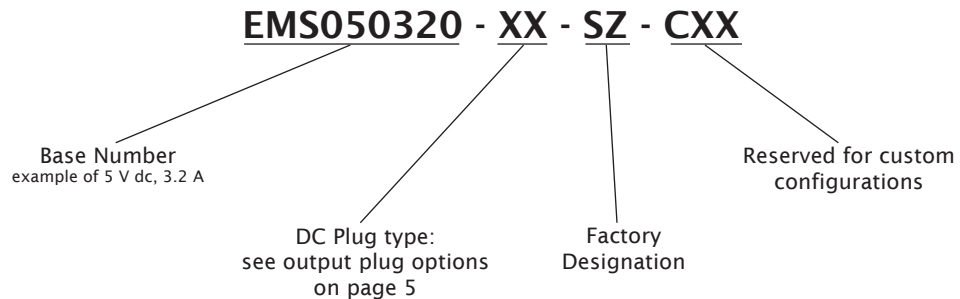 EMS050320 - XX - SZ - CXX
Base Number
example of 5 V dc, 3.2 A
DC Plug type:
see output plug options
on page 5
Factory
Designation
Reserved for custom
configurations